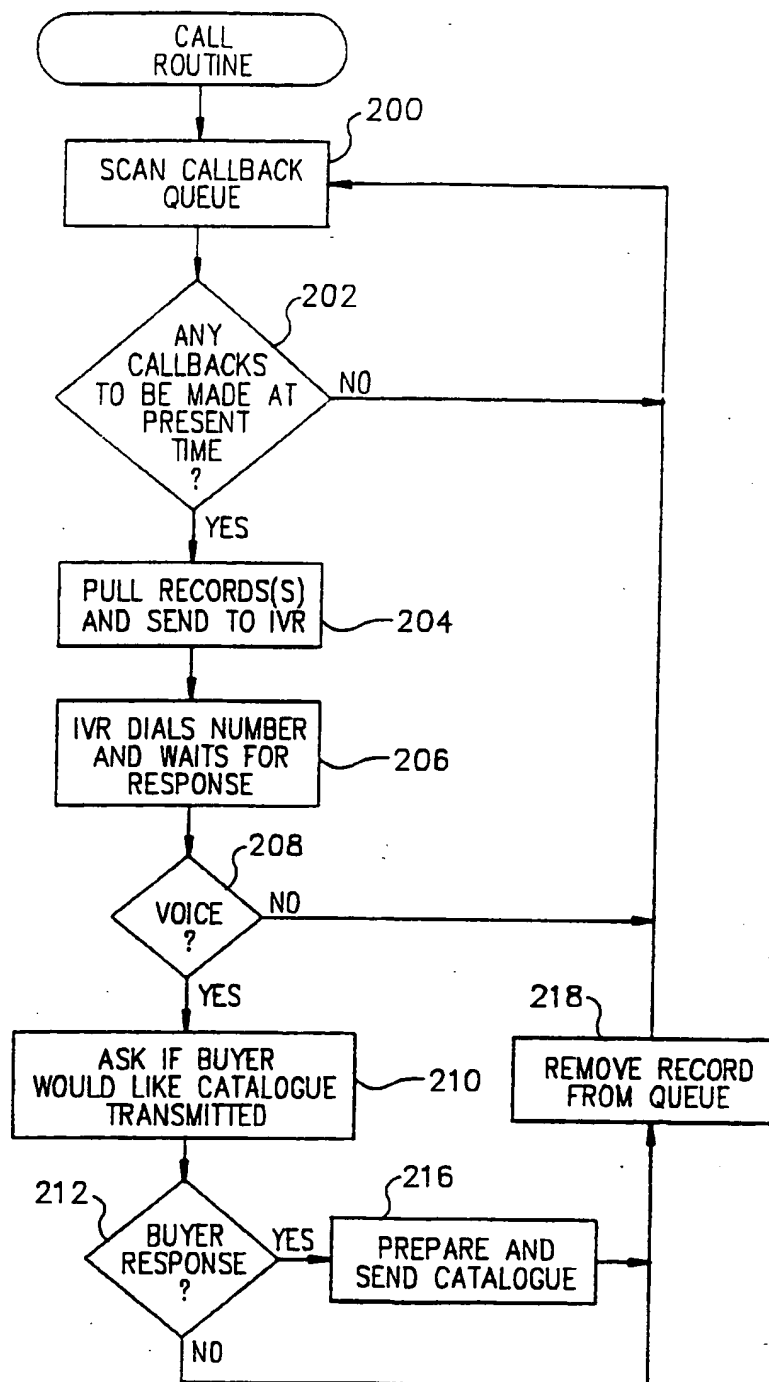 CALL
ROUTINE
200
SCAN CALLBACK
QUEUE
202
ANY
CALLBACKS
TO BE MADE AT
PRESENT
TIME
?
NO
YES
PULL RECORDS(S)
AND SEND TO IVR
204
IVR DIALS NUMBER
AND WAITS FOR
RESPONSE
206
208
VOICE
?
NO
YES
ASK IF BUYER
WOULD LIKE CATALOGUE
TRANSMITTED
210
218
REMOVE RECORD
FROM QUEUE
212
BUYER
RESPONSE
?
YES
216
PREPARE AND
SEND CATALOGUE
NO